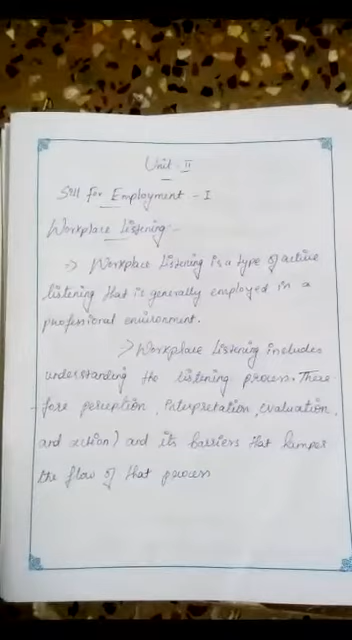 Unit - II
Skill For Employment - I
Workplace Listening :-
-> Workplace Listening is a type of active
listening that is generally employed in a
professional environment.
> Workplace Listening includes
understanding the listening process. There
-fore perception, interpretation, evaluation,
and action) and its barriers that hamper
the flow of that process